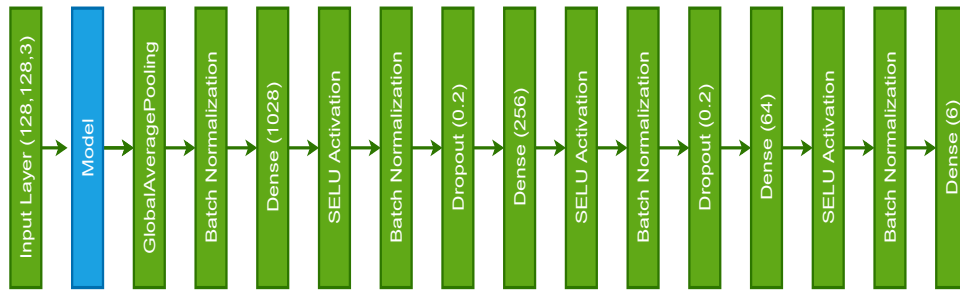 Input Layer (128,128,3)
Model
GlobalAveragePooling
Batch Normalization
Dense (1028)
SELU Activation
Batch Normalization
Dropout (0.2)
Dense (256)
SELU Activation
Batch Normalization
Dropout (0.2)
Dense (64)
SELU Activation
Batch Normalization
Dense (6)